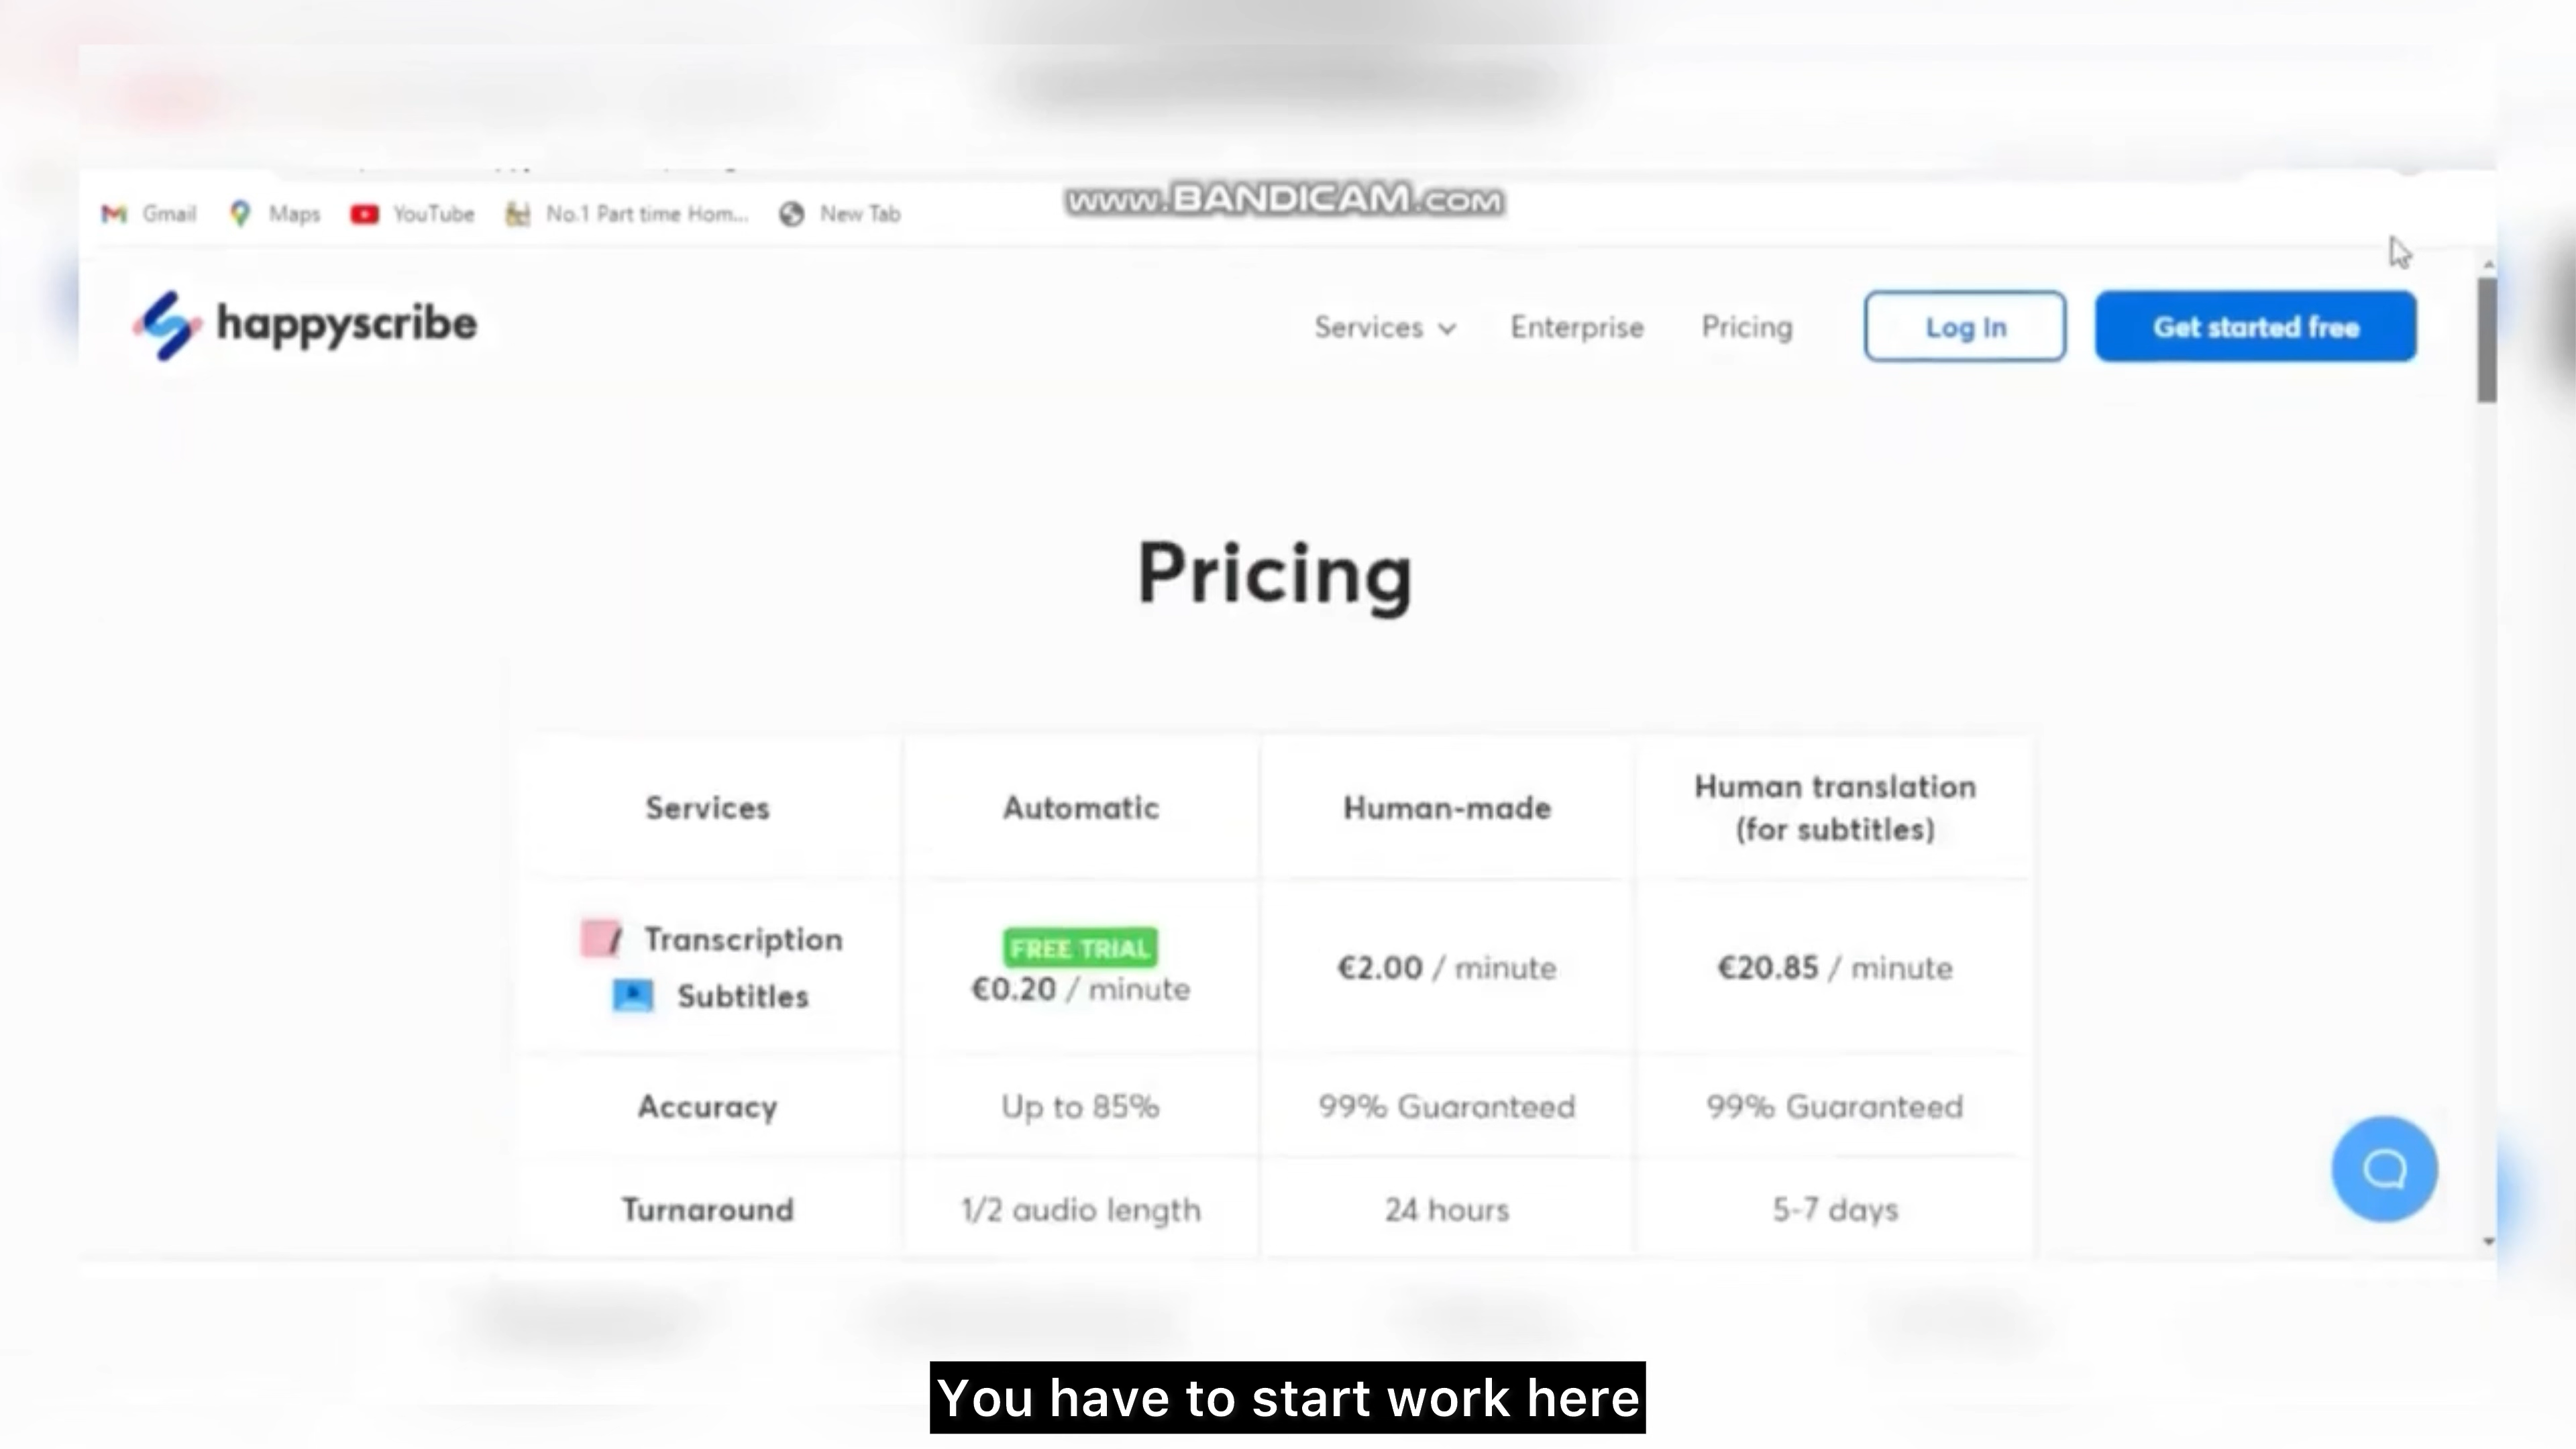 www.BANDICAM.com
Gmail Maps YouTube No.1 Part time Hom... New Tab
happyscribe Services Enterprise Pricing Log In Get started free
Pricing
Services Automatic Human-made Human translation
(for subtitles)
Transcription
Subtitles
FREE TRIAL
€0.20 / minute
€2.00 / minute
€20.85 / minute
Accuracy Up to 85% 99% Guaranteed 99% Guaranteed
Turnaround 1/2 audio length 24 hours 5-7 days
You have to start work here